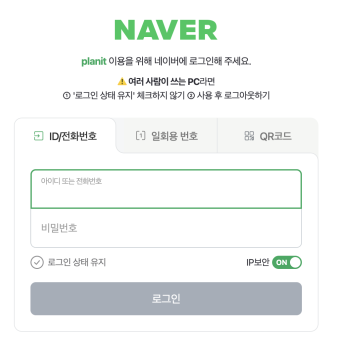 NAVER
planit 이용을 위해 네이버에 로그인해 주세요.
⚠ 여러 사람이 쓰는 PC라면
① '로그인 상태 유지' 체크하지 않기 ② 사용 후 로그아웃하기
ID/전화번호
일회용 번호
QR코드
아이디 또는 전화번호
비밀번호
로그인 상태 유지
IP보안 ON
로그인